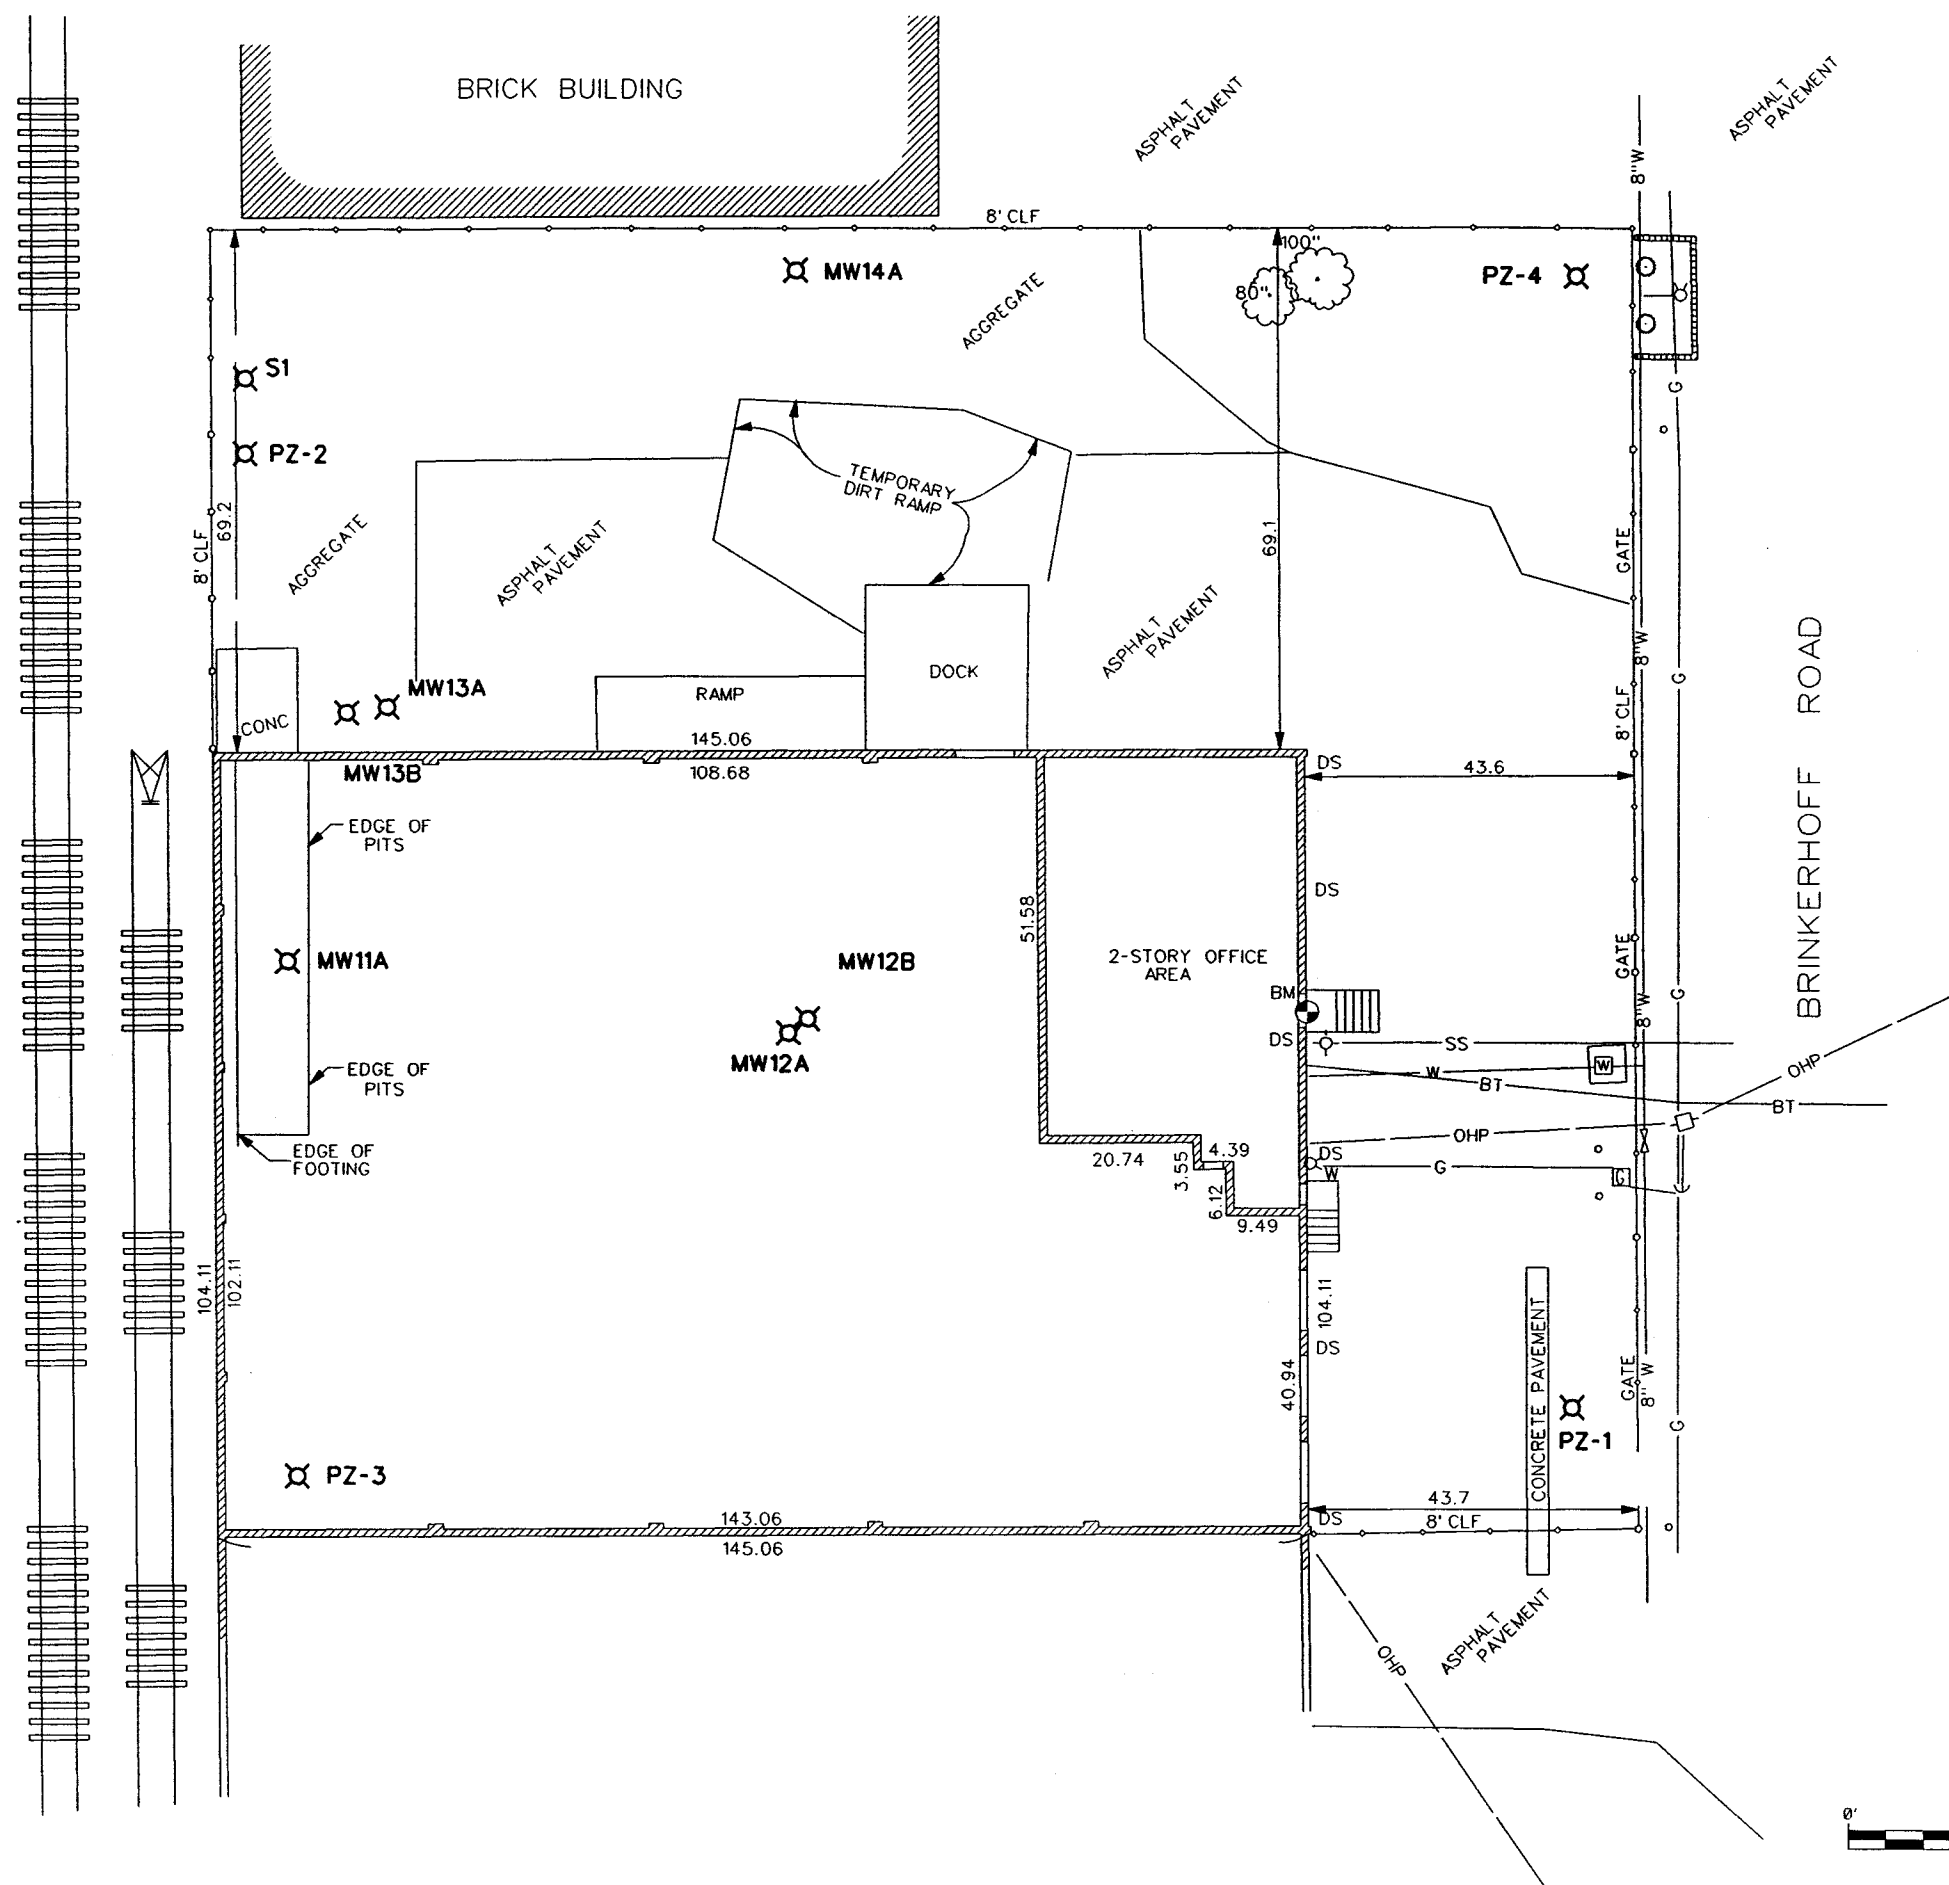 BRICK BUILDING
ASPHALT
PAVEMENT
ASPHALT
PAVEMENT
8"W
8' CLF
100"
80"
MW14A
PZ-4
AGGREGATE
S1
G
PZ-2
TEMPORARY
DIRT RAMP
69.2
8' CLF
AGGREGATE
ASPHALT
PAVEMENT
69.1
GATE
ASPHALT
PAVEMENT
8"W
BRINKERHOFF ROAD
DOCK
G
MW13A
RAMP
8' CLF
CONC
145.06
108.68
MW13B
DS
43.6
EDGE OF
PITS
DS
51.58
MW11A
MW12B
2-STORY OFFICE
AREA
GATE
BM
G
8"W
DS
SS
MW12A
W
W
OHP
EDGE OF
PITS
BT
BT
OHP
EDGE OF
FOOTING
20.74
4.39
3.55
DS
W
G
G
6.12
9.49
104.11
102.11
104.11
DS
40.94
CONCRETE PAVEMENT
GATE
8" W
G
PZ-1
PZ-3
43.7
143.06
DS
8' CLF
145.06
ASPHALT
PAVEMENT
OHP
0'